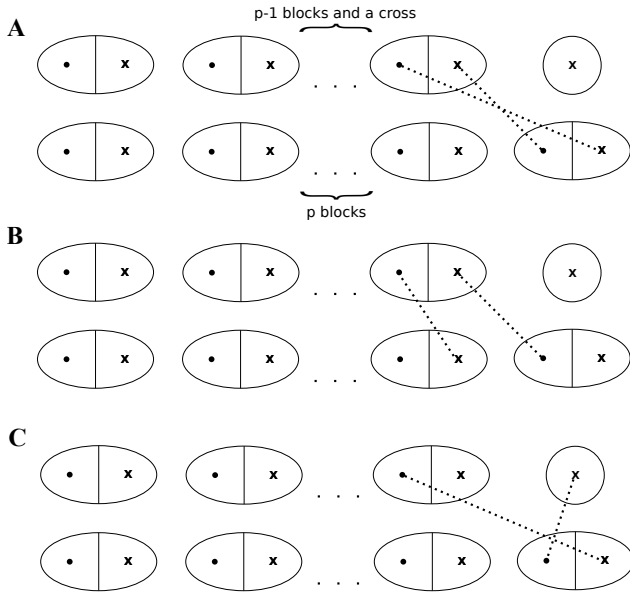 p-1 blocks and a cross
A
x x x x
. . .
x x x x
. . .
p blocks
B
x x x x
. . .
x x x x
. . .
C
x x x x
. . .
x x x x
. . .